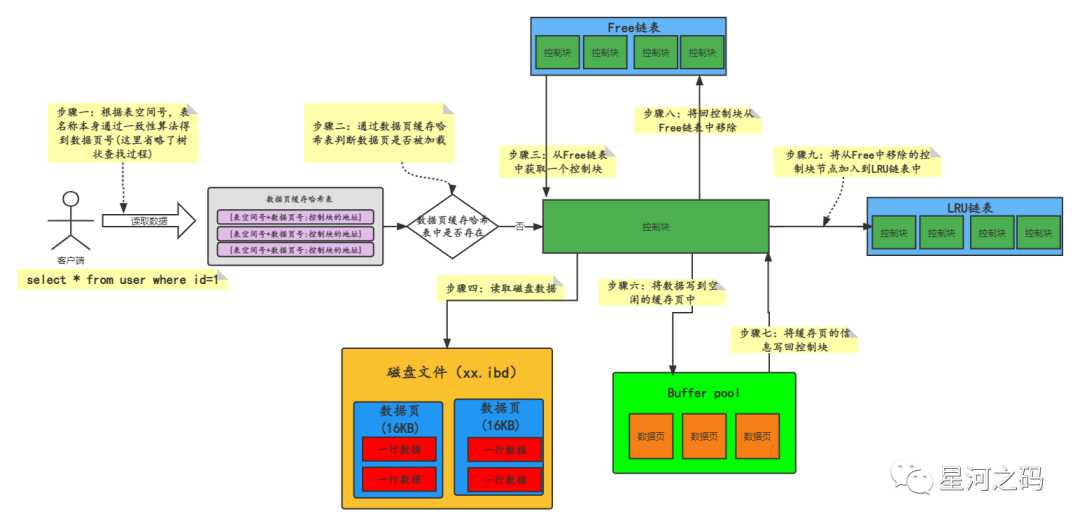 Free链表
控制块
控制块
控制块
控制块
步骤一：根据表空间号，表
名称本身通过一致性算法得
到数据页号(这里省略了树
状查找过程)
步骤二：通过数据页缓存哈
希表判断数据页是否被加载
步骤三：从Free链表
中获取一个控制块
步骤八：将回控制块从
Free链表中移除
步骤九：将从Free中移除的控
制块节点加入到LRU链表中
读取数据
客户端
select * from user where id=1
数据页缓存哈希表
{表空间号+数据页号:控制块的地址}
{表空间号+数据页号:控制块的地址}
{表空间号+数据页号:控制块的地址}
数据页缓存哈希
表中是否存在
否
控制块
LRU链表
控制块
控制块
控制块
控制块
步骤四：读取磁盘数据
步骤六：将数据写到空
闲的缓存页中
步骤七：将缓存页的信
息写回控制块
磁盘文件（xx.ibd）
数据页
(16KB)
一行数据
一行数据
数据页
(16KB)
一行数据
一行数据
Buffer pool
数据页
数据页
数据页
星河之码